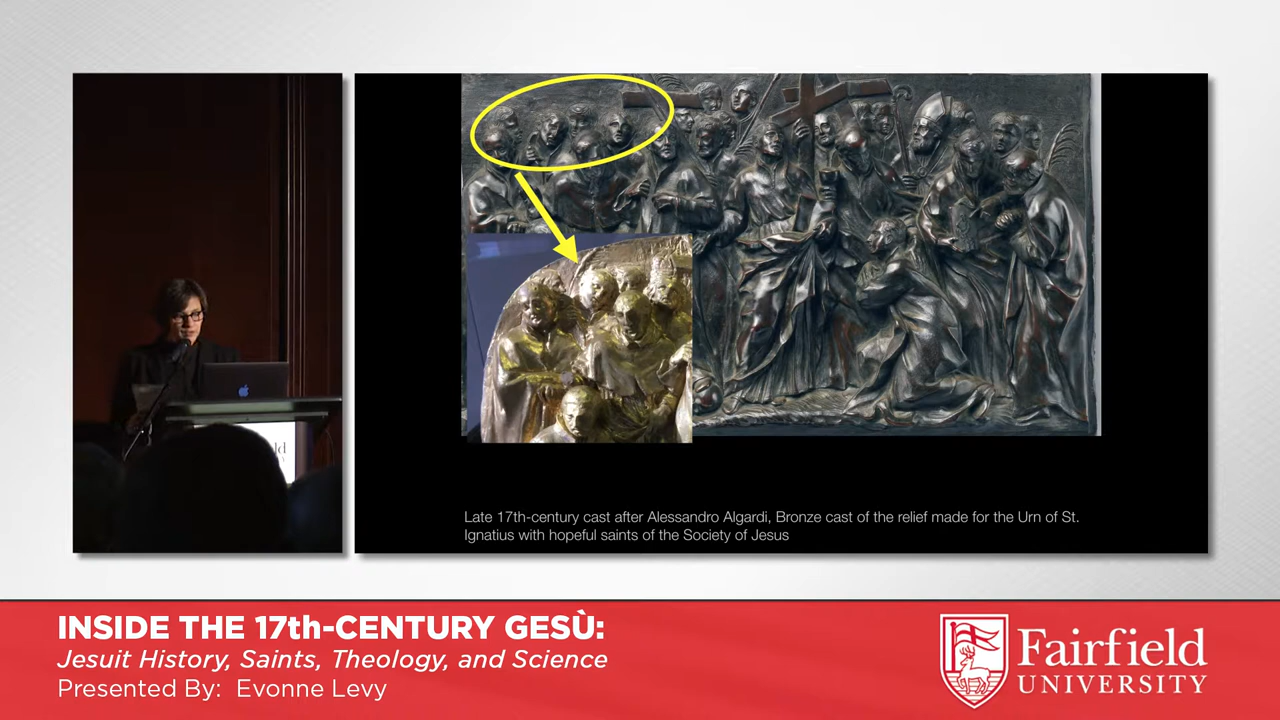 Late 17th-century cast after Alessandro Algardi, Bronze cast of the relief made for the Urn of St.
Ignatius with hopeful saints of the Society of Jesus
INSIDE THE 17th-CENTURY GESÙ:
Jesuit History, Saints, Theology, and Science
Presented By: Evonne Levy
Fairfield
UNIVERSITY